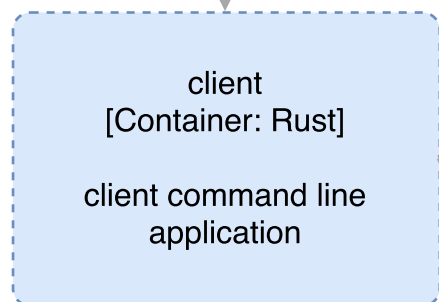 client
[Container: Rust]
client command line
application